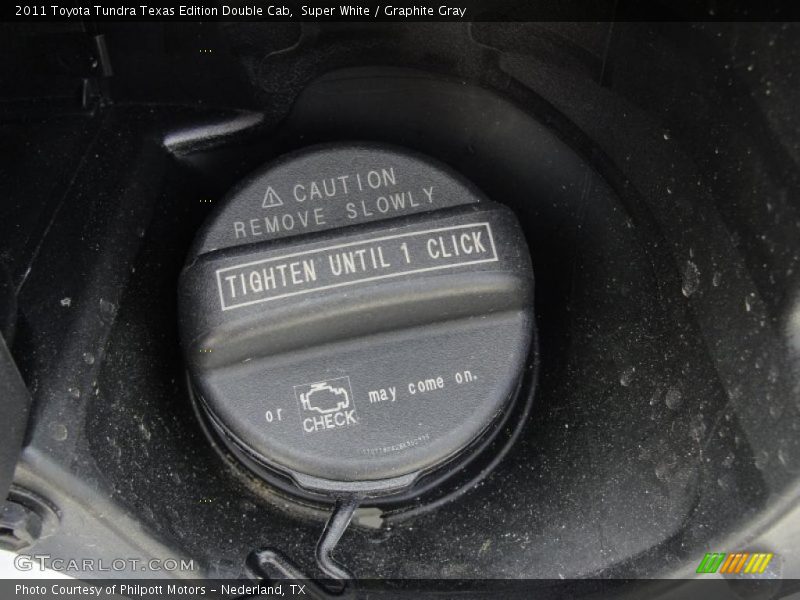 2011 Toyota Tundra Texas Edition Double Cab, Super White / Graphite Gray
⚠ CAUTION
REMOVE SLOWLY
TIGHTEN UNTIL 1 CLICK
or CHECK may come on.
GTCARLOT.COM
Photo Courtesy of Philpott Motors - Nederland, TX